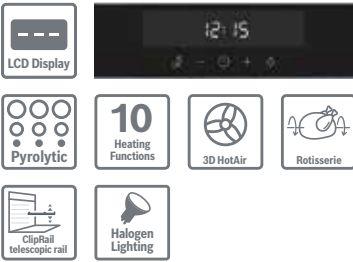 LCD Display
12:15
Pyrolytic
10
Heating
Functions
3D HotAir
Rotisserie
ClipRail
telescopic rail
Halogen
Lighting